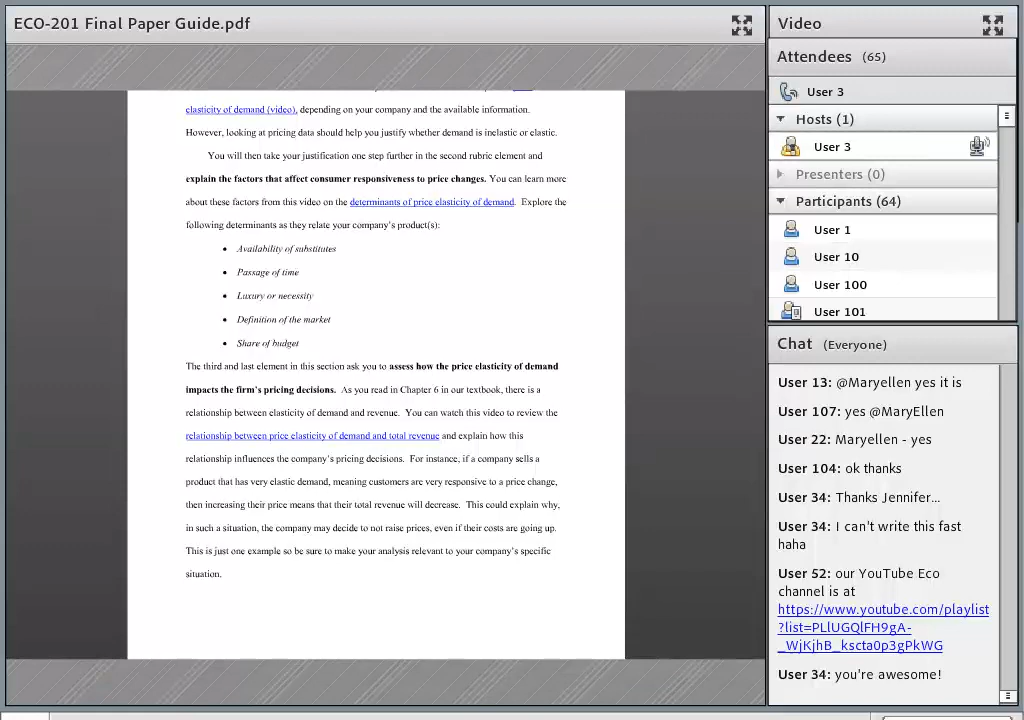 ECO-201 Final Paper Guide.pdf
elasticity of demand (video), depending on your company and the available information.
However, looking at pricing data should help you justify whether demand is inelastic or elastic.
You will then take your justification one step further in the second rubric element and
explain the factors that affect consumer responsiveness to price changes. You can learn more
about these factors from this video on the determinants of price elasticity of demand. Explore the
following determinants as they relate your company's product(s):
• Availability of substitutes
• Passage of time
• Luxury or necessity
• Definition of the market
• Share of budget
The third and last element in this section ask you to assess how the price elasticity of demand
impacts the firm's pricing decisions. As you read in Chapter 6 in our textbook, there is a
relationship between elasticity of demand and revenue. You can watch this video to review the
relationship between price elasticity of demand and total revenue and explain how this
relationship influences the company's pricing decisions. For instance, if a company sells a
product that has very elastic demand, meaning customers are very responsive to a price change,
then increasing their price means that their total revenue will decrease. This could explain why,
in such a situation, the company may decide to not raise prices, even if their costs are going up.
This is just one example so be sure to make your analysis relevant to your company's specific
situation.
Video
Attendees (65)
User 3
Hosts (1)
User 3
Presenters (0)
Participants (64)
User 1
User 10
User 100
User 101
Chat (Everyone)
User 13: @Maryellen yes it is
User 107: yes @MaryEllen
User 22: Maryellen - yes
User 104: ok thanks
User 34: Thanks Jennifer...
User 34: I can't write this fast
haha
User 52: our YouTube Eco
channel is at
https://www.youtube.com/playlist
?list=PLlUGQlFH9gA-
_WjKjhB_kscta0p3gPkWG
User 34: you're awesome!